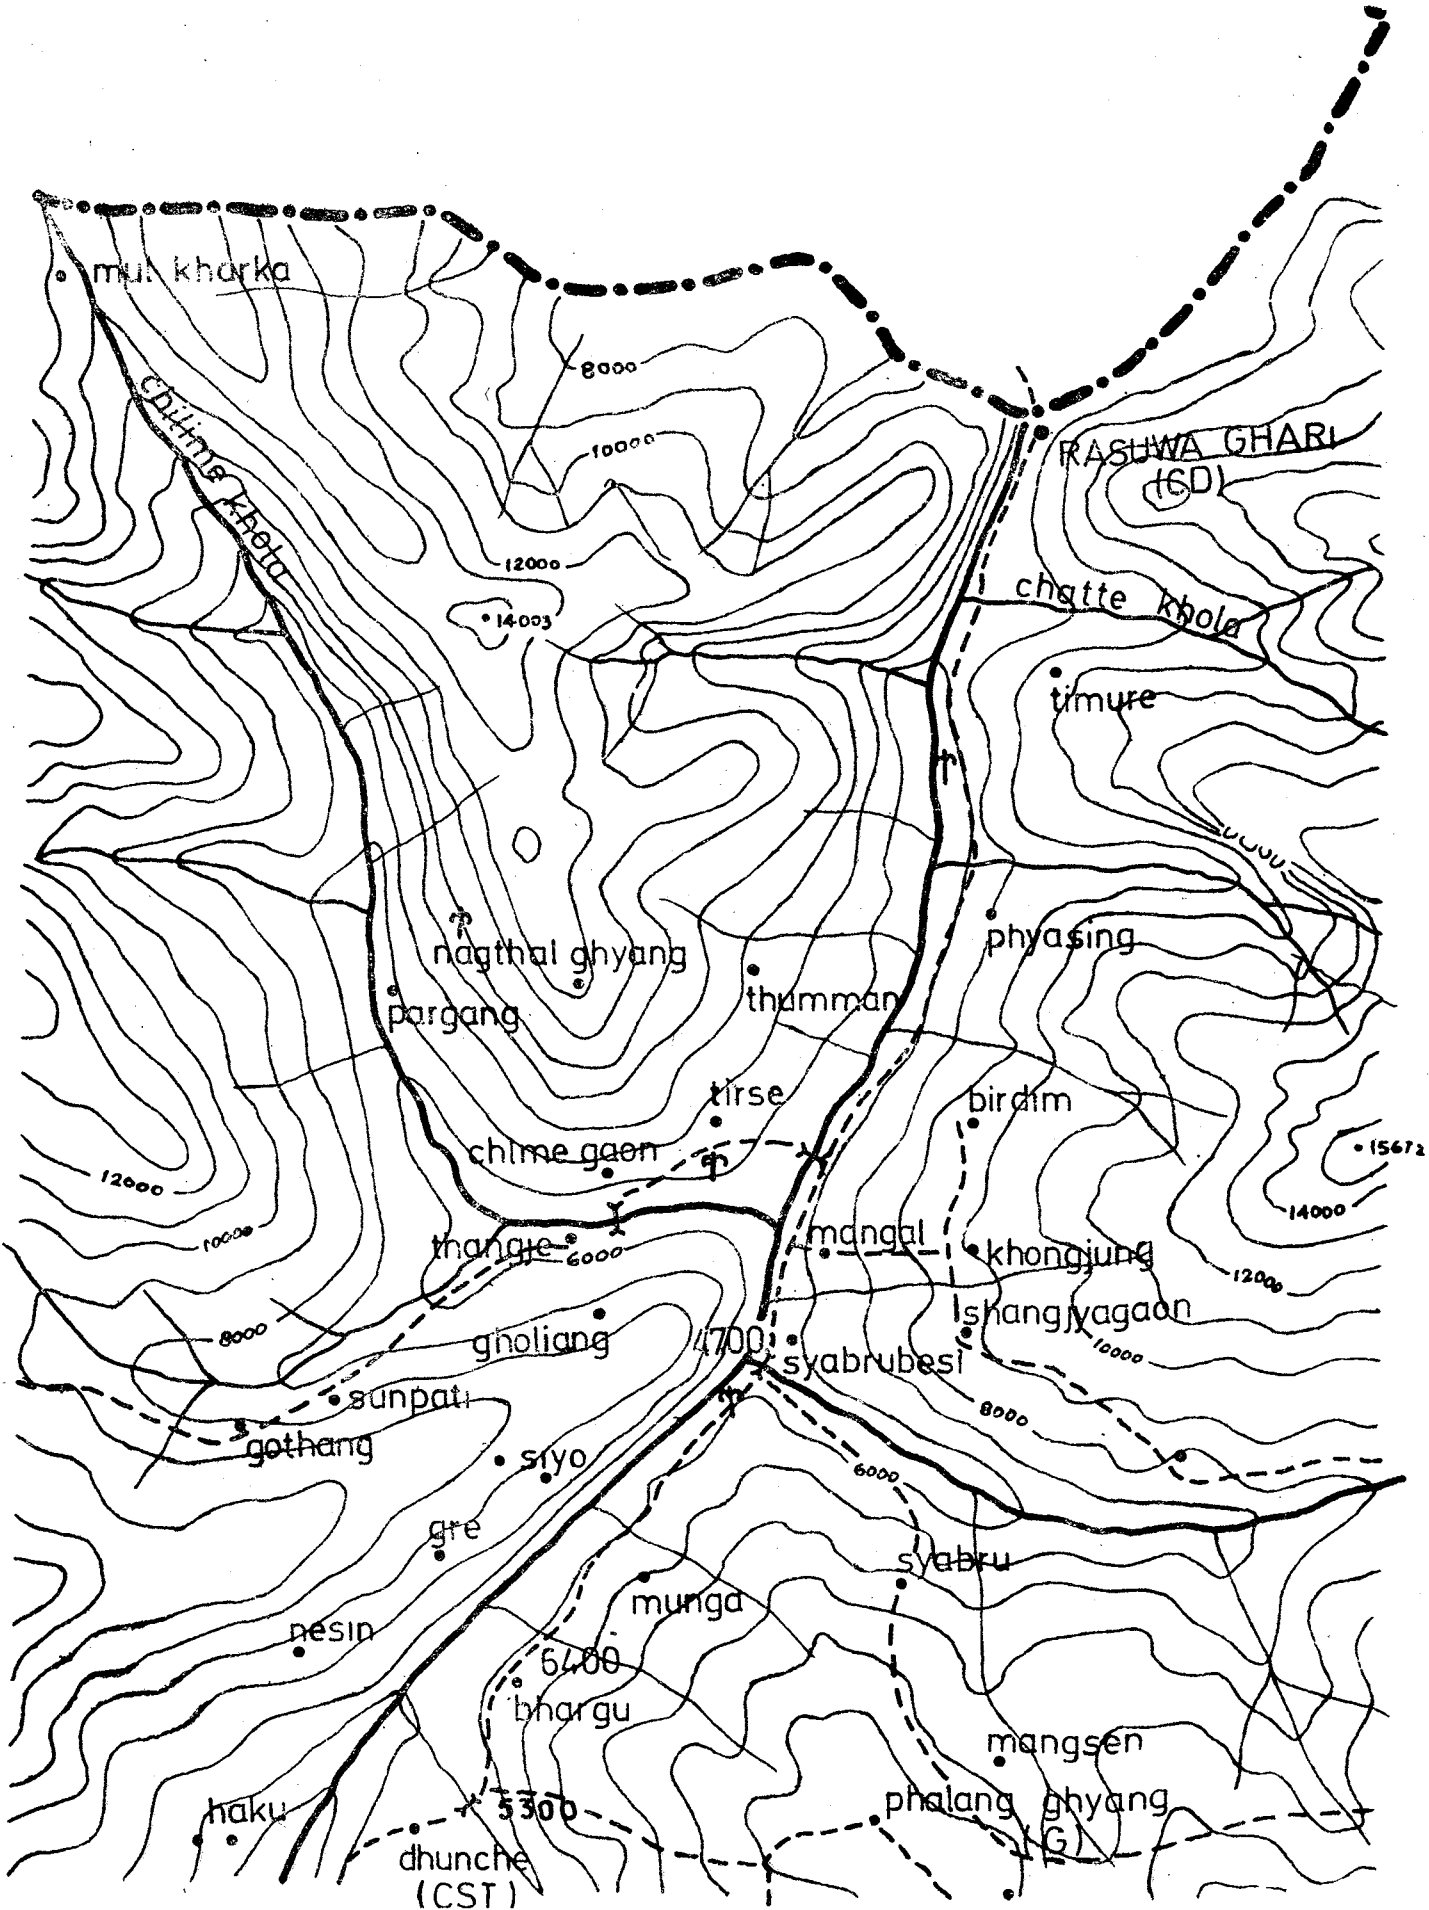 mul kharka
chilime khola
8000
10000
RASUWA GHARI
(CD)
12000
14003
chatte khola
timure
nagthal ghyang
phyasing
pargang
thumman
tirse
birdim
chime gaon
15672
12000
14000
10000
thangje
6000
mangal
khongjung
12000
8000
gholiang
4700
shangjyagaon
syabrubesi
10000
sunpati
8000
gothang
siyo
6000
gre
syabru
munga
nesin
6400
bhargu
mangsen
haku
5300
phalang ghyang
(G)
dhunche
(CST)